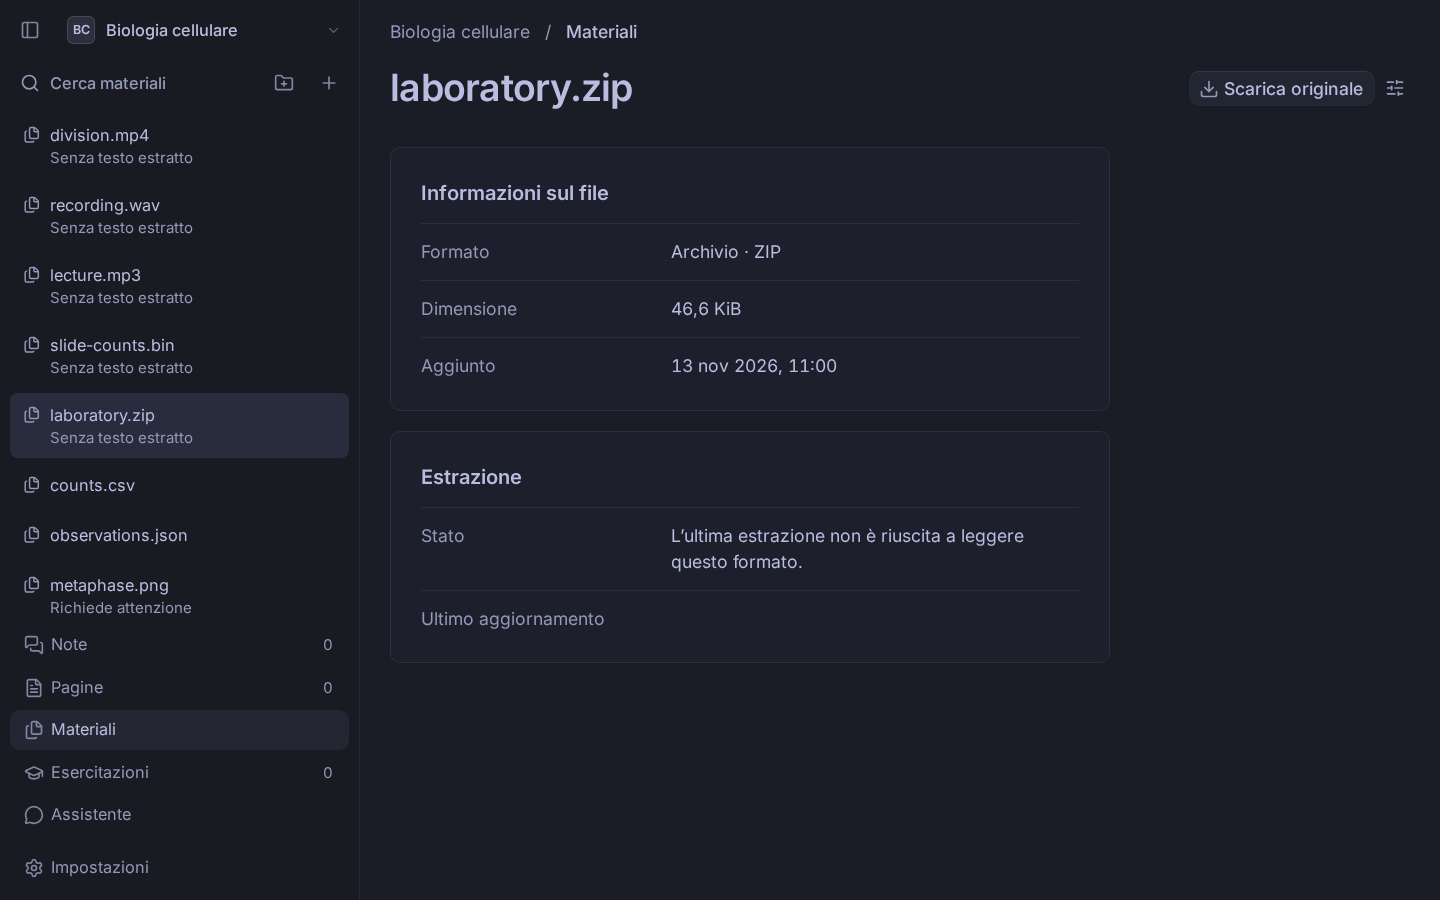 BC Biologia cellulare
Cerca materiali
division.mp4
Senza testo estratto
recording.wav
Senza testo estratto
lecture.mp3
Senza testo estratto
slide-counts.bin
Senza testo estratto
laboratory.zip
Senza testo estratto
counts.csv
observations.json
metaphase.png
Richiede attenzione
Note 0
Pagine 0
Materiali
Esercitazioni 0
Assistente
Impostazioni
Biologia cellulare / Materiali
laboratory.zip
Scarica originale
Informazioni sul file
Formato Archivio · ZIP
Dimensione 46,6 KiB
Aggiunto 13 nov 2026, 11:00
Estrazione
Stato L’ultima estrazione non è riuscita a leggere
questo formato.
Ultimo aggiornamento